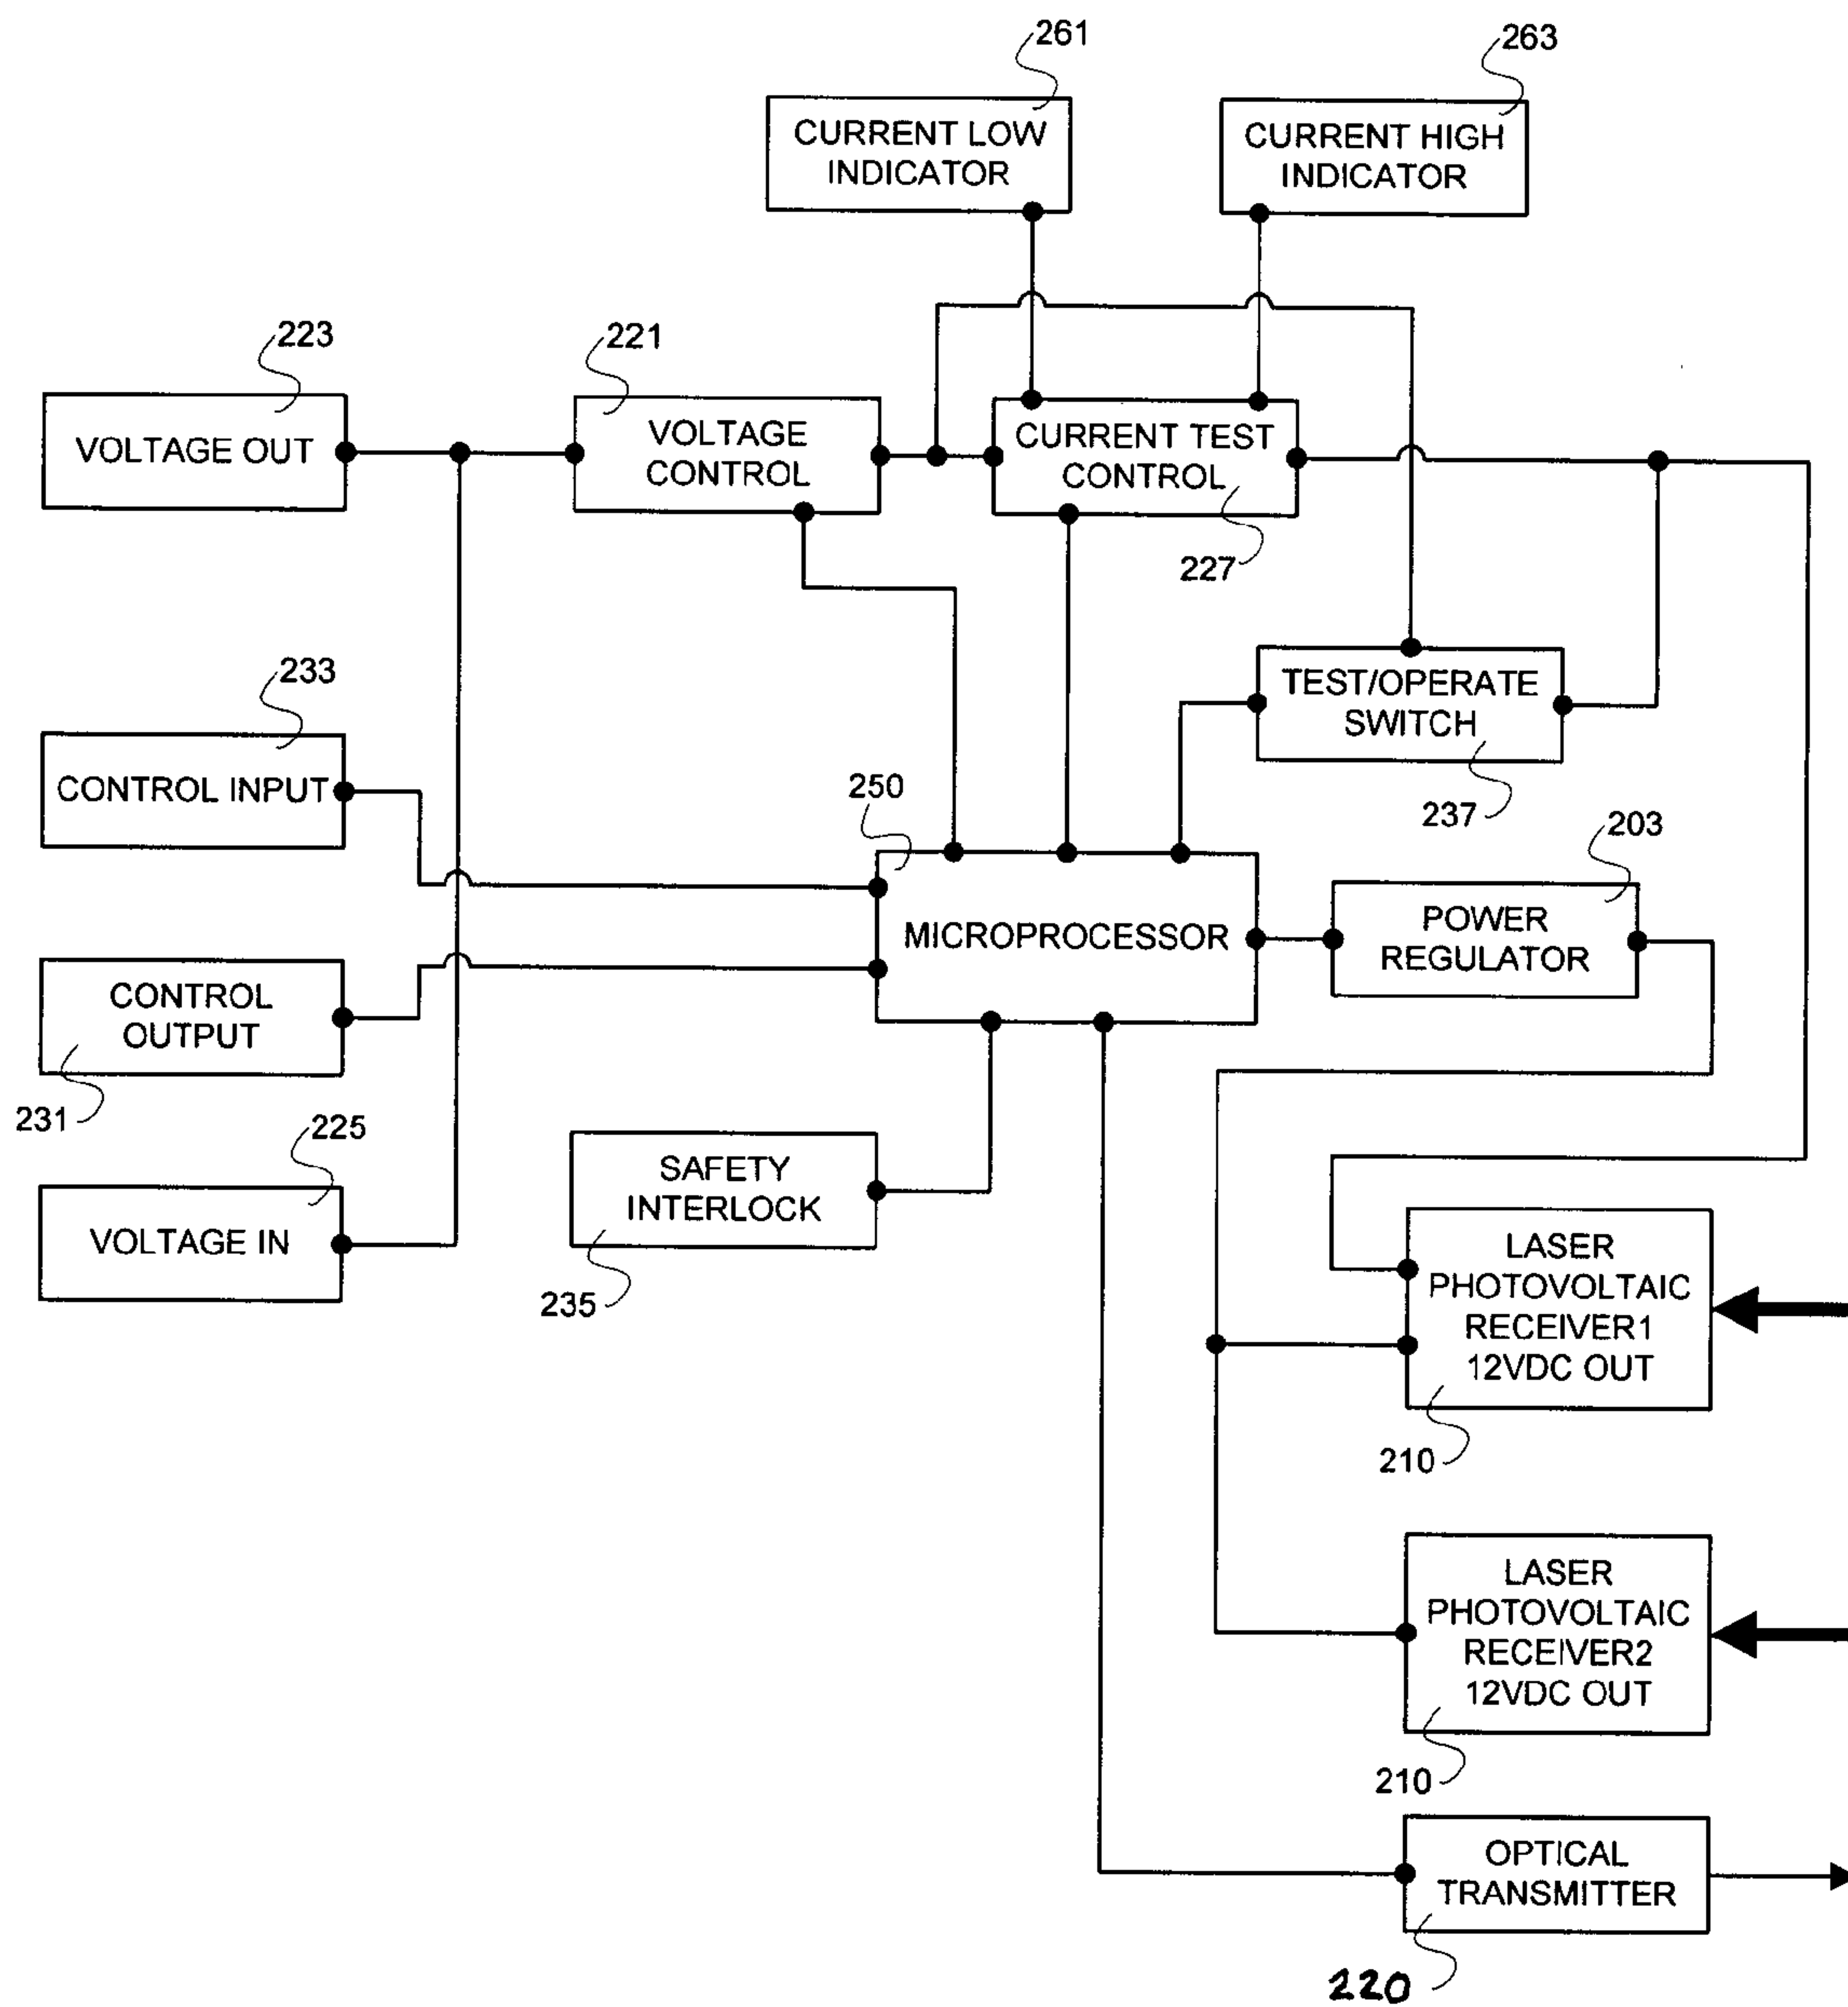 261
263
CURRENT LOW
INDICATOR
CURRENT HIGH
INDICATOR
223
221
VOLTAGE OUT
VOLTAGE
CONTROL
CURRENT TEST
CONTROL
227
233
TEST/OPERATE
SWITCH
237
CONTROL INPUT
250
203
MICROPROCESSOR
POWER
REGULATOR
CONTROL
OUTPUT
231
225
SAFETY
INTERLOCK
235
VOLTAGE IN
LASER
PHOTOVOLTAIC
RECEIVER1
12VDC OUT
210
LASER
PHOTOVOLTAIC
RECEIVER2
12VDC OUT
210
OPTICAL
TRANSMITTER
220